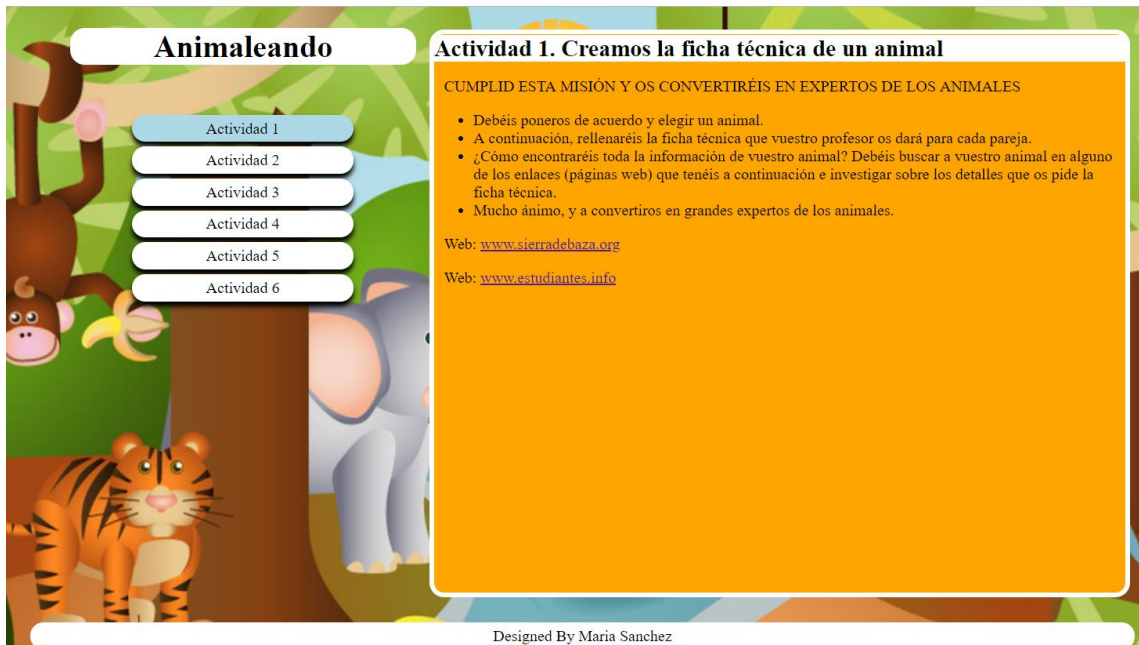 Animaleando
Actividad 1
Actividad 2
Actividad 3
Actividad 4
Actividad 5
Actividad 6
Actividad 1. Creamos la ficha técnica de un animal
CUMPLID ESTA MISIÓN Y OS CONVERTIRÉIS EN EXPERTOS DE LOS ANIMALES
• Debéis poneros de acuerdo y elegir un animal.
• A continuación, rellenaréis la ficha técnica que vuestro profesor os dará para cada pareja.
• ¿Cómo encontraréis toda la información de vuestro animal? Debéis buscar a vuestro animal en alguno
de los enlaces (páginas web) que tenéis a continuación e investigar sobre los detalles que os pide la
ficha técnica.
• Mucho ánimo, y a convertiros en grandes expertos de los animales.
Web: www.sierradebaza.org
Web: www.estudiantes.info
Designed By Maria Sanchez